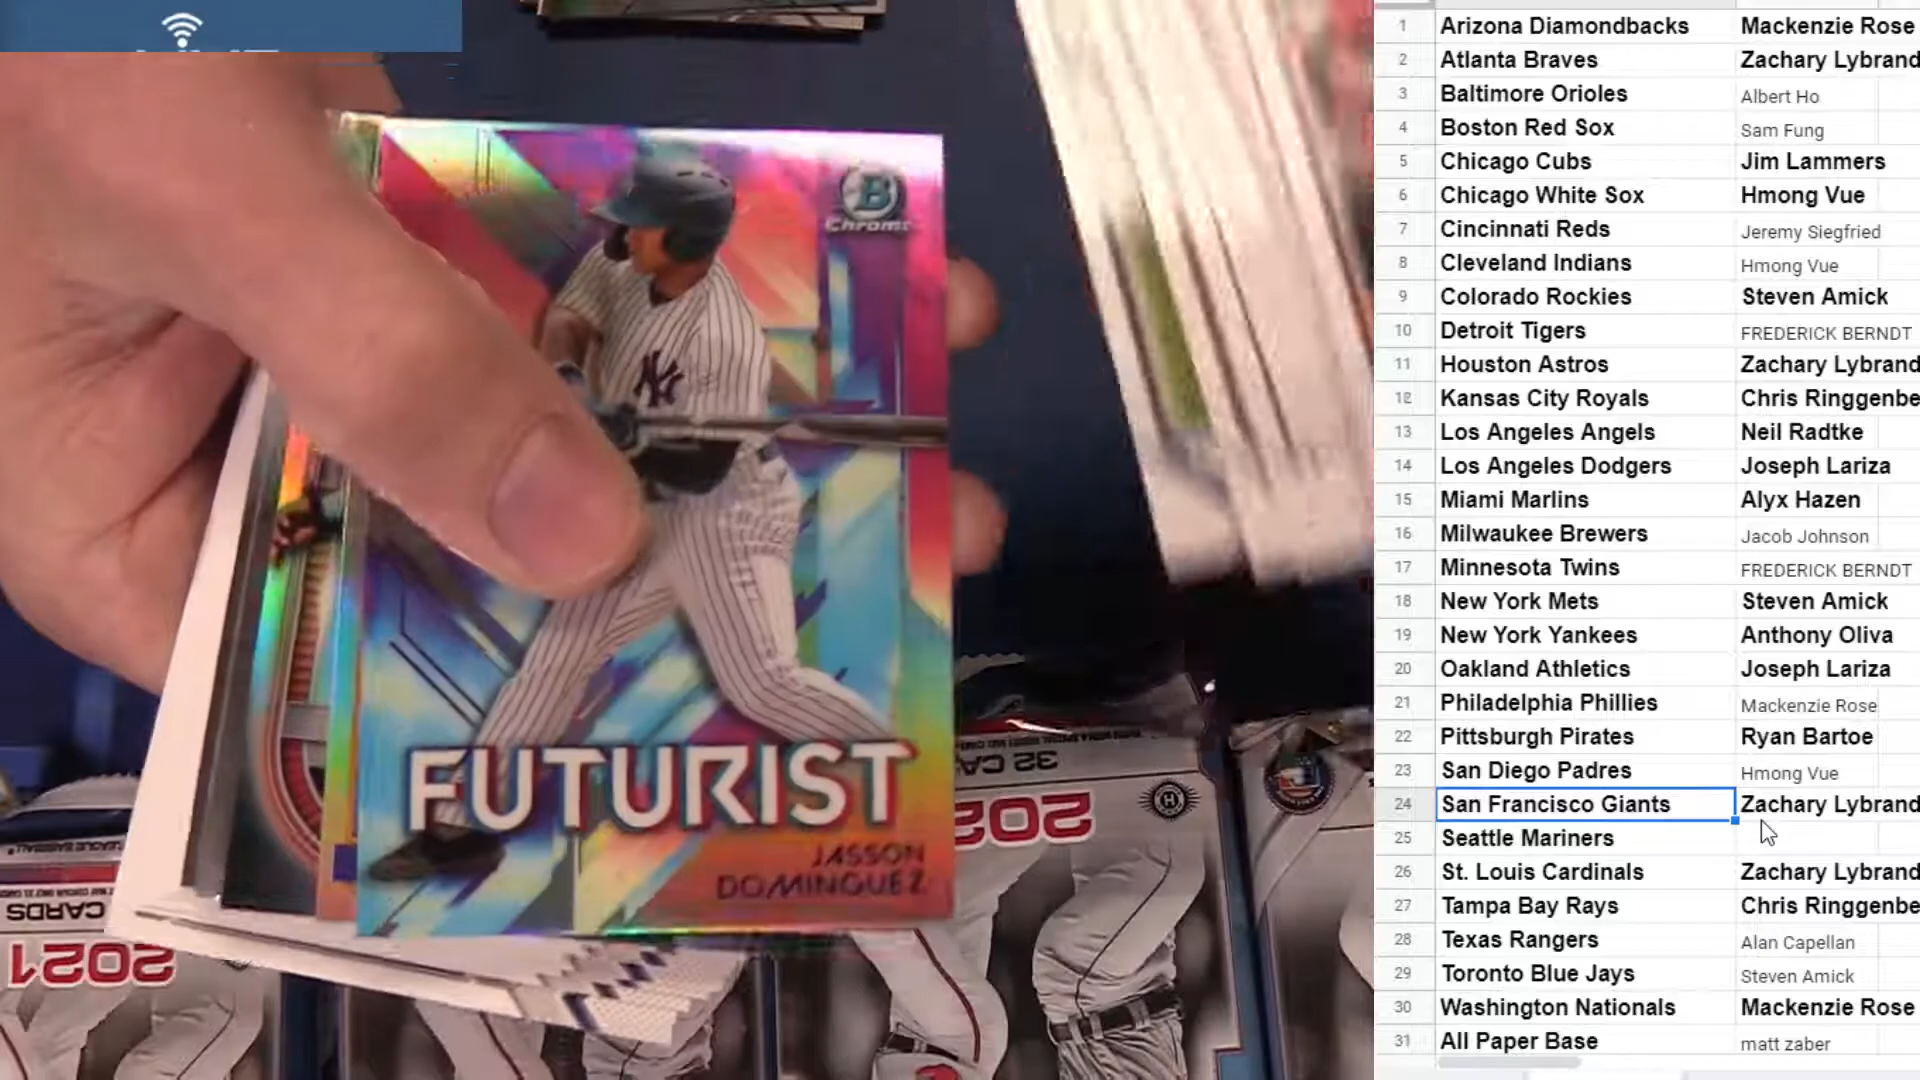 B
Chrome
NY
FUTURIST
JASSON
DOMINGUEZ
32 CA
2021
CARDS
2021
1 Arizona Diamondbacks Mackenzie Rose
2 Atlanta Braves Zachary Lybrand
3 Baltimore Orioles Albert Ho
4 Boston Red Sox Sam Fung
5 Chicago Cubs Jim Lammers
6 Chicago White Sox Hmong Vue
7 Cincinnati Reds Jeremy Siegfried
8 Cleveland Indians Hmong Vue
9 Colorado Rockies Steven Amick
10 Detroit Tigers FREDERICK BERNDT
11 Houston Astros Zachary Lybrand
12 Kansas City Royals Chris Ringgenbe
13 Los Angeles Angels Neil Radtke
14 Los Angeles Dodgers Joseph Lariza
15 Miami Marlins Alyx Hazen
16 Milwaukee Brewers Jacob Johnson
17 Minnesota Twins FREDERICK BERNDT
18 New York Mets Steven Amick
19 New York Yankees Anthony Oliva
20 Oakland Athletics Joseph Lariza
21 Philadelphia Phillies Mackenzie Rose
22 Pittsburgh Pirates Ryan Bartoe
23 San Diego Padres Hmong Vue
24 San Francisco Giants Zachary Lybrand
25 Seattle Mariners
26 St. Louis Cardinals Zachary Lybrand
27 Tampa Bay Rays Chris Ringgenbe
28 Texas Rangers Alan Capellan
29 Toronto Blue Jays Steven Amick
30 Washington Nationals Mackenzie Rose
31 All Paper Base matt zaber